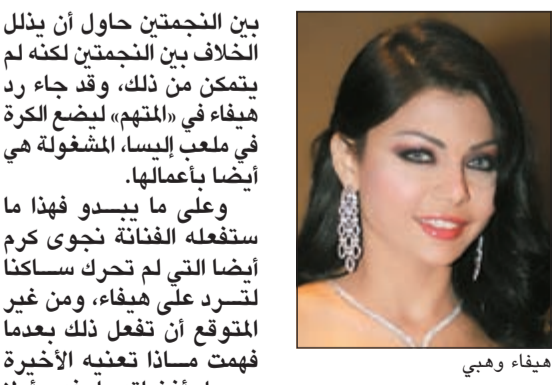 بين النجمتين حاول أن يذلل
الخلاف بين النجمتين لكنه لم
يتمكن من ذلك، وقد جاء رد
هيفاء في «المتهم» ليضع الكرة
في ملعب إليسا، المشغولة هي
أيضا بأعمالها.
وعلى ما يبدو فهذا ما
ستفعله الفنانة نجوى كرم
أيضا التي لم تحرك ساكنا
لترد على هيفاء، ومن غير
المتوقع أن تفعل ذلك بعدما
فهمت ماذا تعنيه الأخيرة
هيفاء وهبي